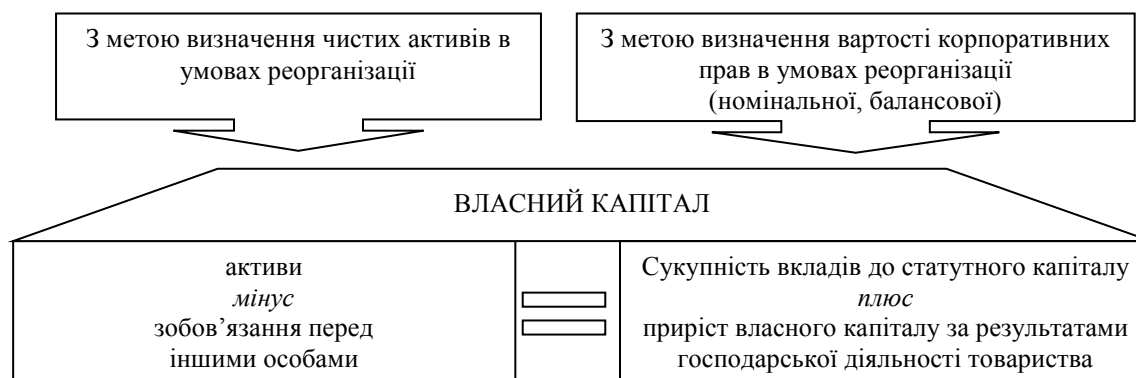 З метою визначення чистих активів в
умовах реорганізації
З метою визначення вартості корпоративних
прав в умовах реорганізації
(номінальної, балансової)
ВЛАСНИЙ КАПІТАЛ
активи
мінус
зобов’язання перед
іншими особами
Сукупність вкладів до статутного капіталу
плюс
приріст власного капіталу за результатами
господарської діяльності товариства